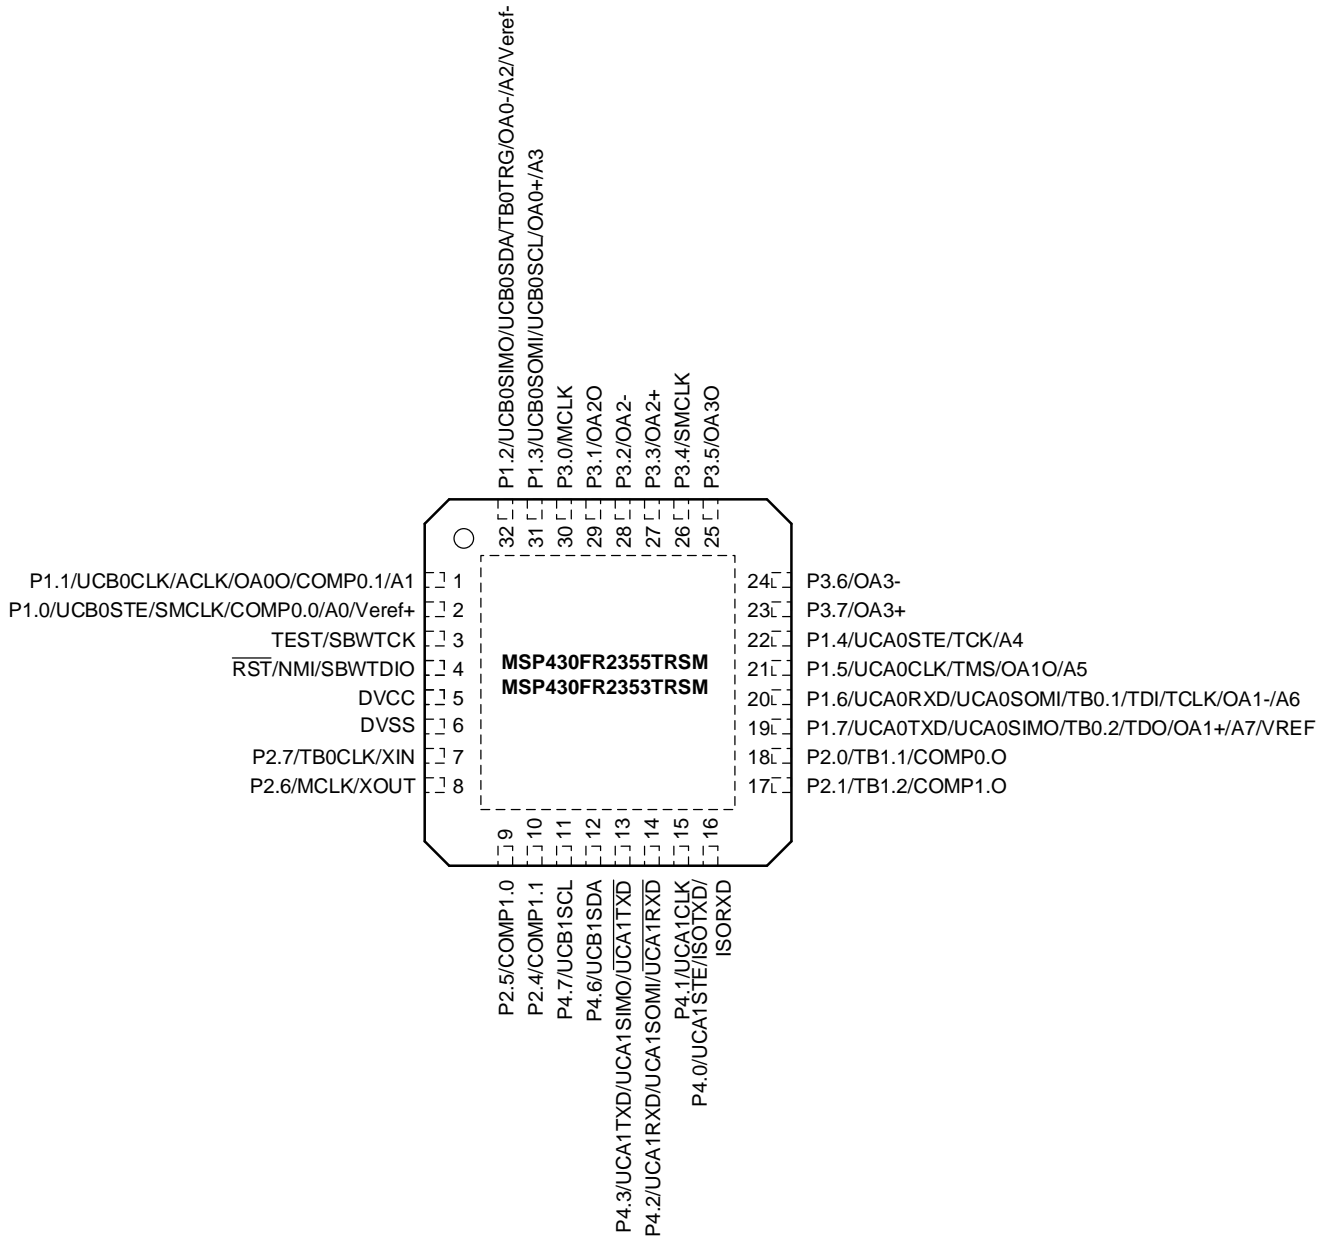 P1.2/UCB0SIMO/UCB0SDA/TB0TRG/OA0-/A2/Veref-
P1.3/UCB0SOMI/UCB0SCL/OA0+/A3
P3.0/MCLK
P3.1/OA2O
P3.2/OA2-
P3.3/OA2+
P3.4/SMCLK
P3.5/OA3O
32
31
30
29
28
27
26
25
P1.1/UCB0CLK/ACLK/OA0O/COMP0.1/A1
1
P1.0/UCB0STE/SMCLK/COMP0.0/A0/Veref+
2
TEST/SBWTCK
3
RST/NMI/SBWTDIO
4
DVCC
5
DVSS
6
P2.7/TB0CLK/XIN
7
P2.6/MCLK/XOUT
8
MSP430FR2355TRSM
MSP430FR2353TRSM
24
P3.6/OA3-
23
P3.7/OA3+
22
P1.4/UCA0STE/TCK/A4
21
P1.5/UCA0CLK/TMS/OA1O/A5
20
P1.6/UCA0RXD/UCA0SOMI/TB0.1/TDI/TCLK/OA1-/A6
19
P1.7/UCA0TXD/UCA0SIMO/TB0.2/TDO/OA1+/A7/VREF
18
P2.0/TB1.1/COMP0.O
17
P2.1/TB1.2/COMP1.O
9
10
11
12
13
14
15
16
P2.5/COMP1.0
P2.4/COMP1.1
P4.7/UCB1SCL
P4.6/UCB1SDA
P4.3/UCA1TXD/UCA1SIMO/UCA1TXD
P4.2/UCA1RXD/UCA1SOMI/UCA1RXD
P4.1/UCA1CLK
P4.0/UCA1STE/ISOTXD/
ISORXD